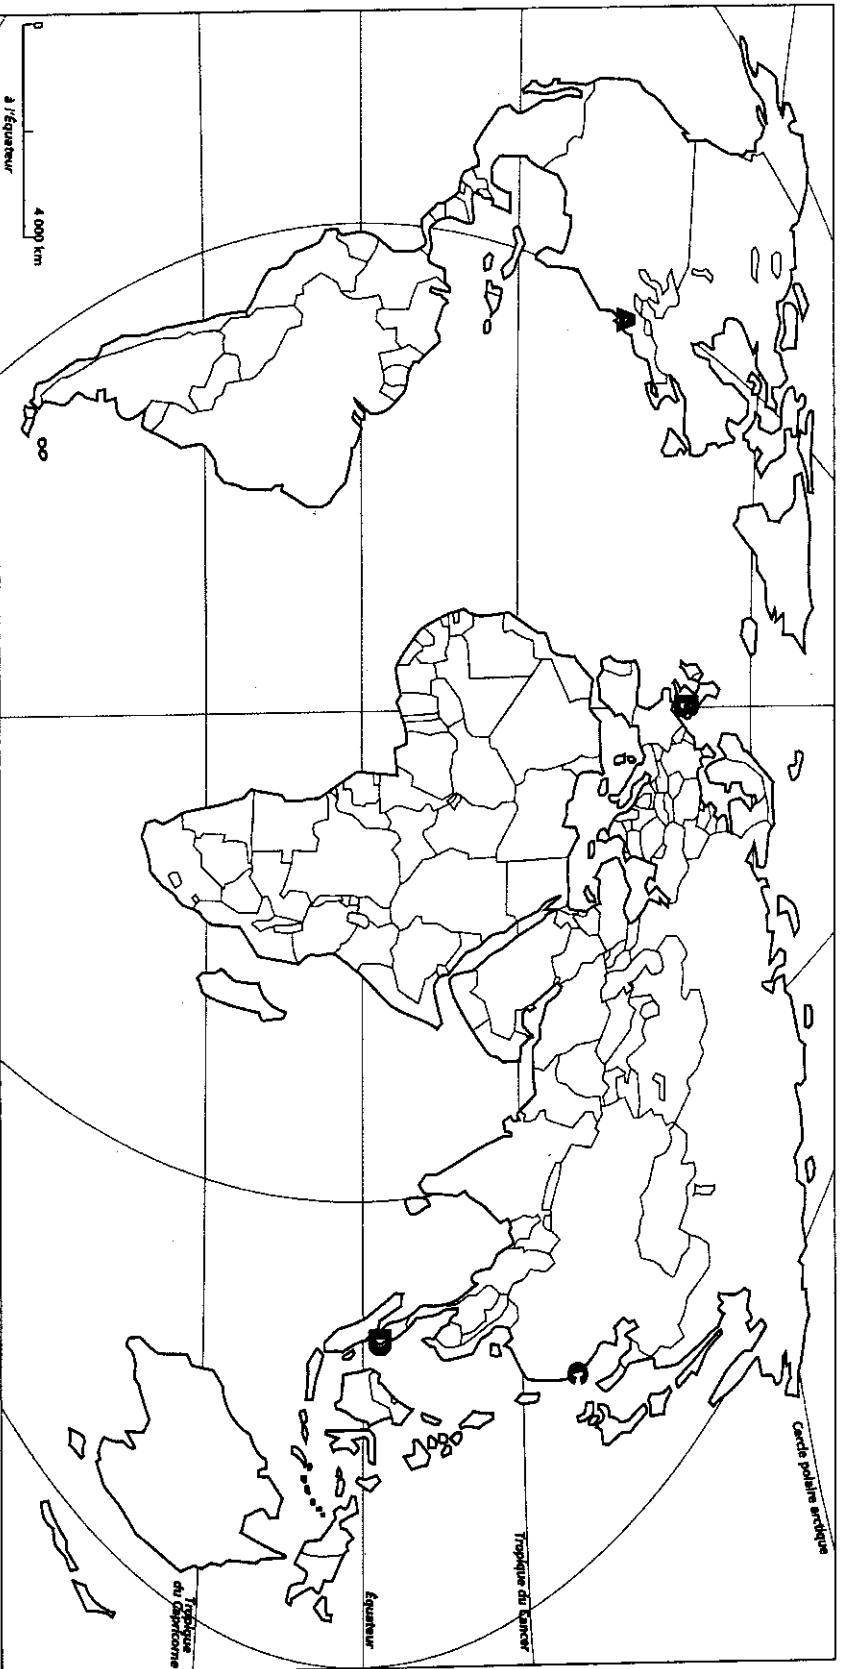 Cercle polaire arctique
B
A
C
Tropique du Cancer
D
Équateur
Tropique
du Capricorne
0 4 000 km
à l'Équateur